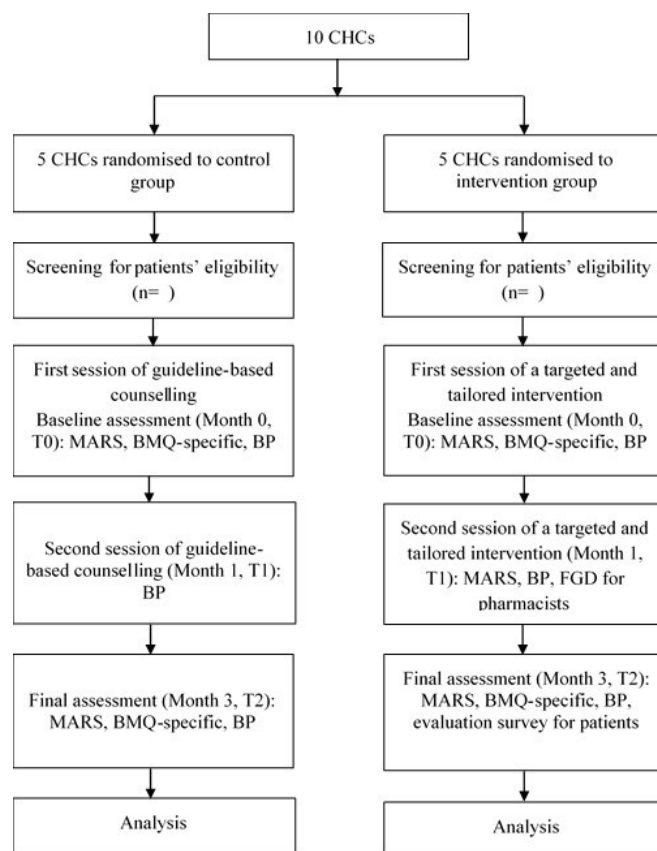 10 CHCs
5 CHCs randomised to control
group
Screening for patients’ eligibility
(n= )
First session of guideline-based
counselling
Baseline assessment (Month 0,
T0): MARS, BMQ-specific, BP
Second session of guideline-
based counselling (Month 1, T1):
BP
Final assessment (Month 3, T2):
MARS, BMQ-specific, BP
Analysis
5 CHCs randomised to
intervention group
Screening for patients’ eligibility
(n= )
First session of a targeted and
tailored intervention
Baseline assessment (Month 0,
T0): MARS, BMQ-specific, BP
Second session of a targeted and
tailored intervention (Month 1,
T1): MARS, BP, FGD for
pharmacists
Final assessment (Month 3, T2):
MARS, BMQ-specific, BP,
evaluation survey for patients
Analysis